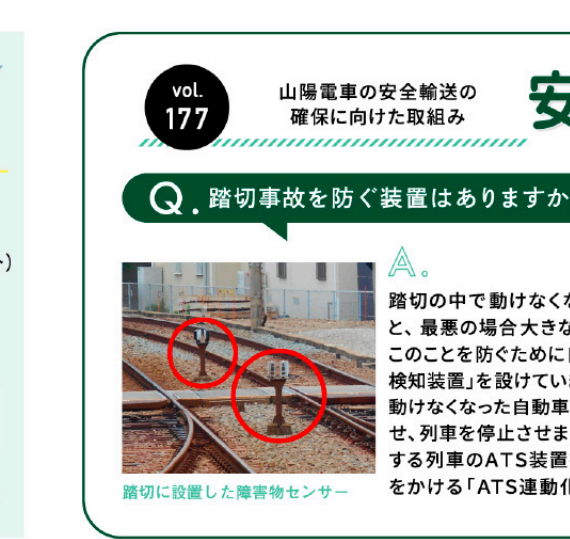 vol.
177
山陽電車の安全輸送の
確保に向けた取組み
安
Q. 踏切事故を防ぐ装置はありますか
A.
踏切の中で動けなくな
と、最悪の場合大きな
このことを防ぐために
検知装置」を設けてい
動けなくなった自動車
せ、列車を停止させま
する列車のATS装置
をかける「ATS連動
踏切に設置した障害物センサー